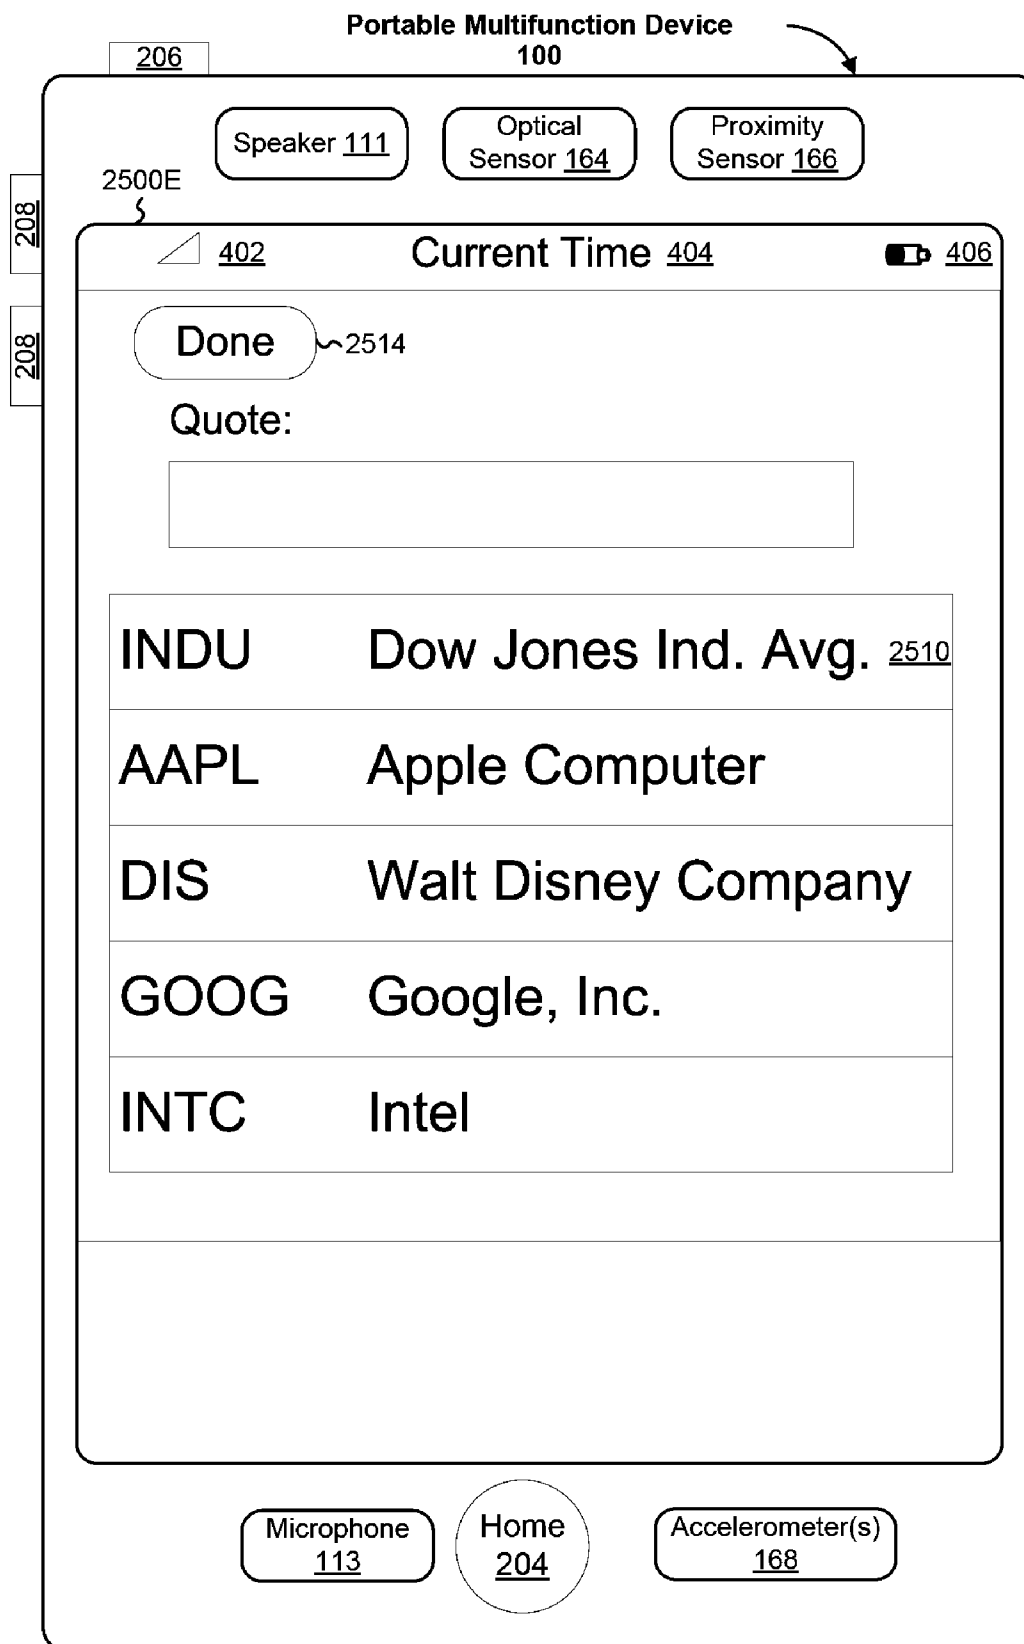 Portable Multifunction Device
100
206
Speaker 111
Optical
Sensor 164
Proximity
Sensor 166
2500E
208
402
Current Time 404
406
208
Done
2514
Quote:
INDU Dow Jones Ind. Avg. 2510
AAPL Apple Computer
DIS Walt Disney Company
GOOG Google, Inc.
INTC Intel
Microphone
113
Home
204
Accelerometer(s)
168